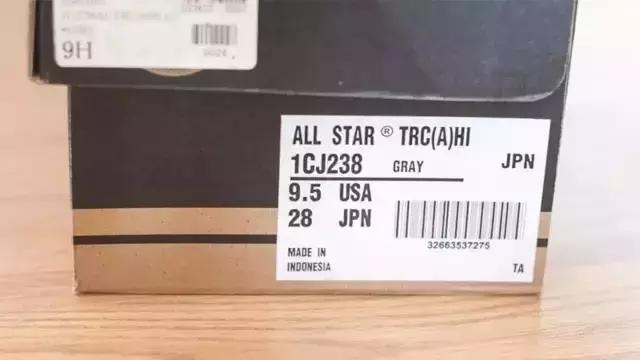 9H
ALL STAR ® TRC(A)HI
1CJ238 GRAY JPN
9.5 USA
28 JPN
32663537275
MADE IN
INDONESIA
TA